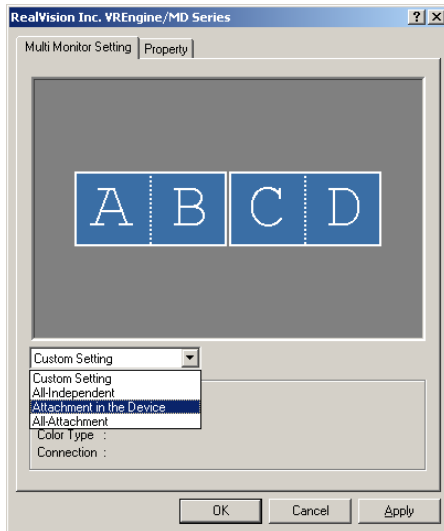 RealVision Inc. VREngine/MD Series
Multi Monitor Setting Property
A B C D
Custom Setting
Custom Setting
All-Independent
Attachment in the Device
All-Attachment
Color Type :
Connection :
OK Cancel Apply